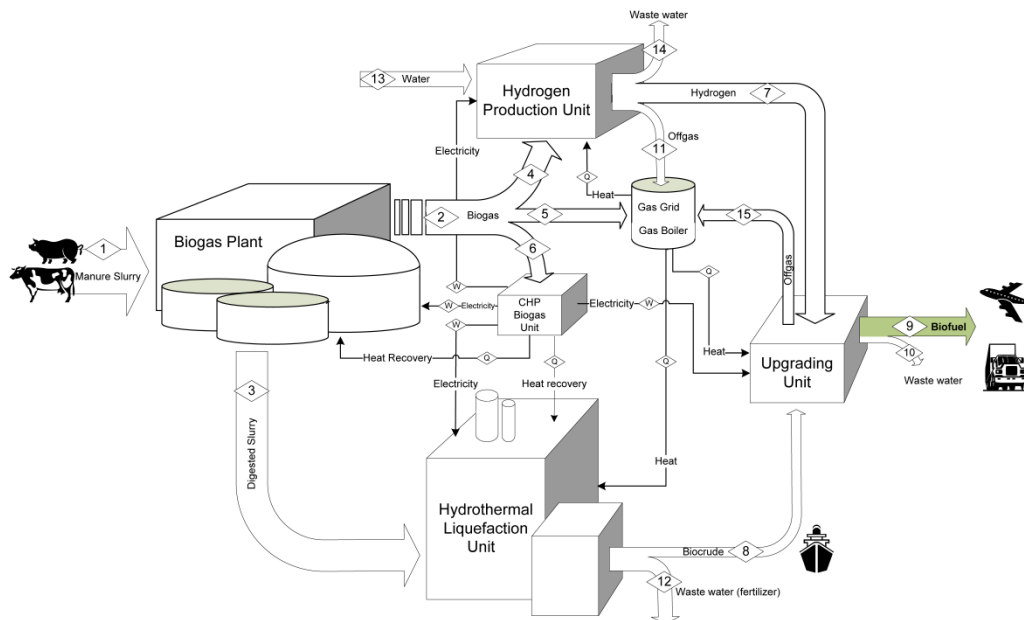 Waste water
14
13
Water
Hydrogen
Production Unit
Hydrogen
7
Electricity
Offgas
11
4
Q
Heat
2
Biogas
5
Gas Grid
Gas Boiler
15
Biogas Plant
1
Manure Slurry
6
Q
Offgas
W
W
Electricity
CHP
Biogas
Unit
Electricity
W
W
9
Biofuel
Heat Recovery
Q
Q
Q
Heat
10
Upgrading
Unit
Waste water
3
Electricity
Heat recovery
Digested Slurry
Heat
Hydrothermal
Liquefaction
Unit
Biocrude
8
12
Waste water (fertilizer)